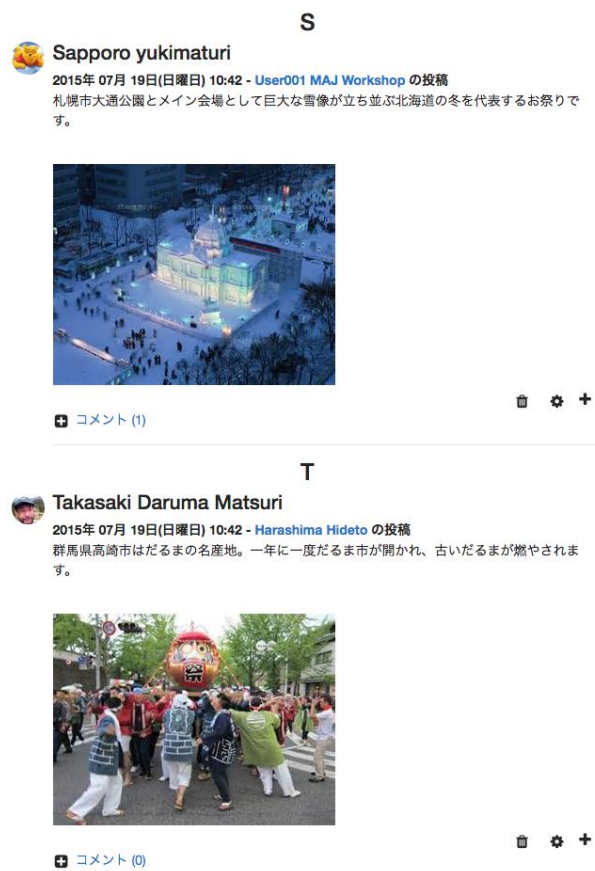 S
Sapporo yukimaturi
2015年 07月 19日(日曜日) 10:42 - User001 MAJ Workshop の投稿
札幌市大通公園とメイン会場として巨大な雪像が立ち並ぶ北海道の冬を代表するお祭りで
す。
コメント (1)
T
Takasaki Daruma Matsuri
2015年 07月 19日(日曜日) 10:42 - Harashima Hideto の投稿
群馬県高崎市はだるまの名産地。一年に一度だるま市が開かれ、古いだるまが燃やされま
す。
コメント (0)